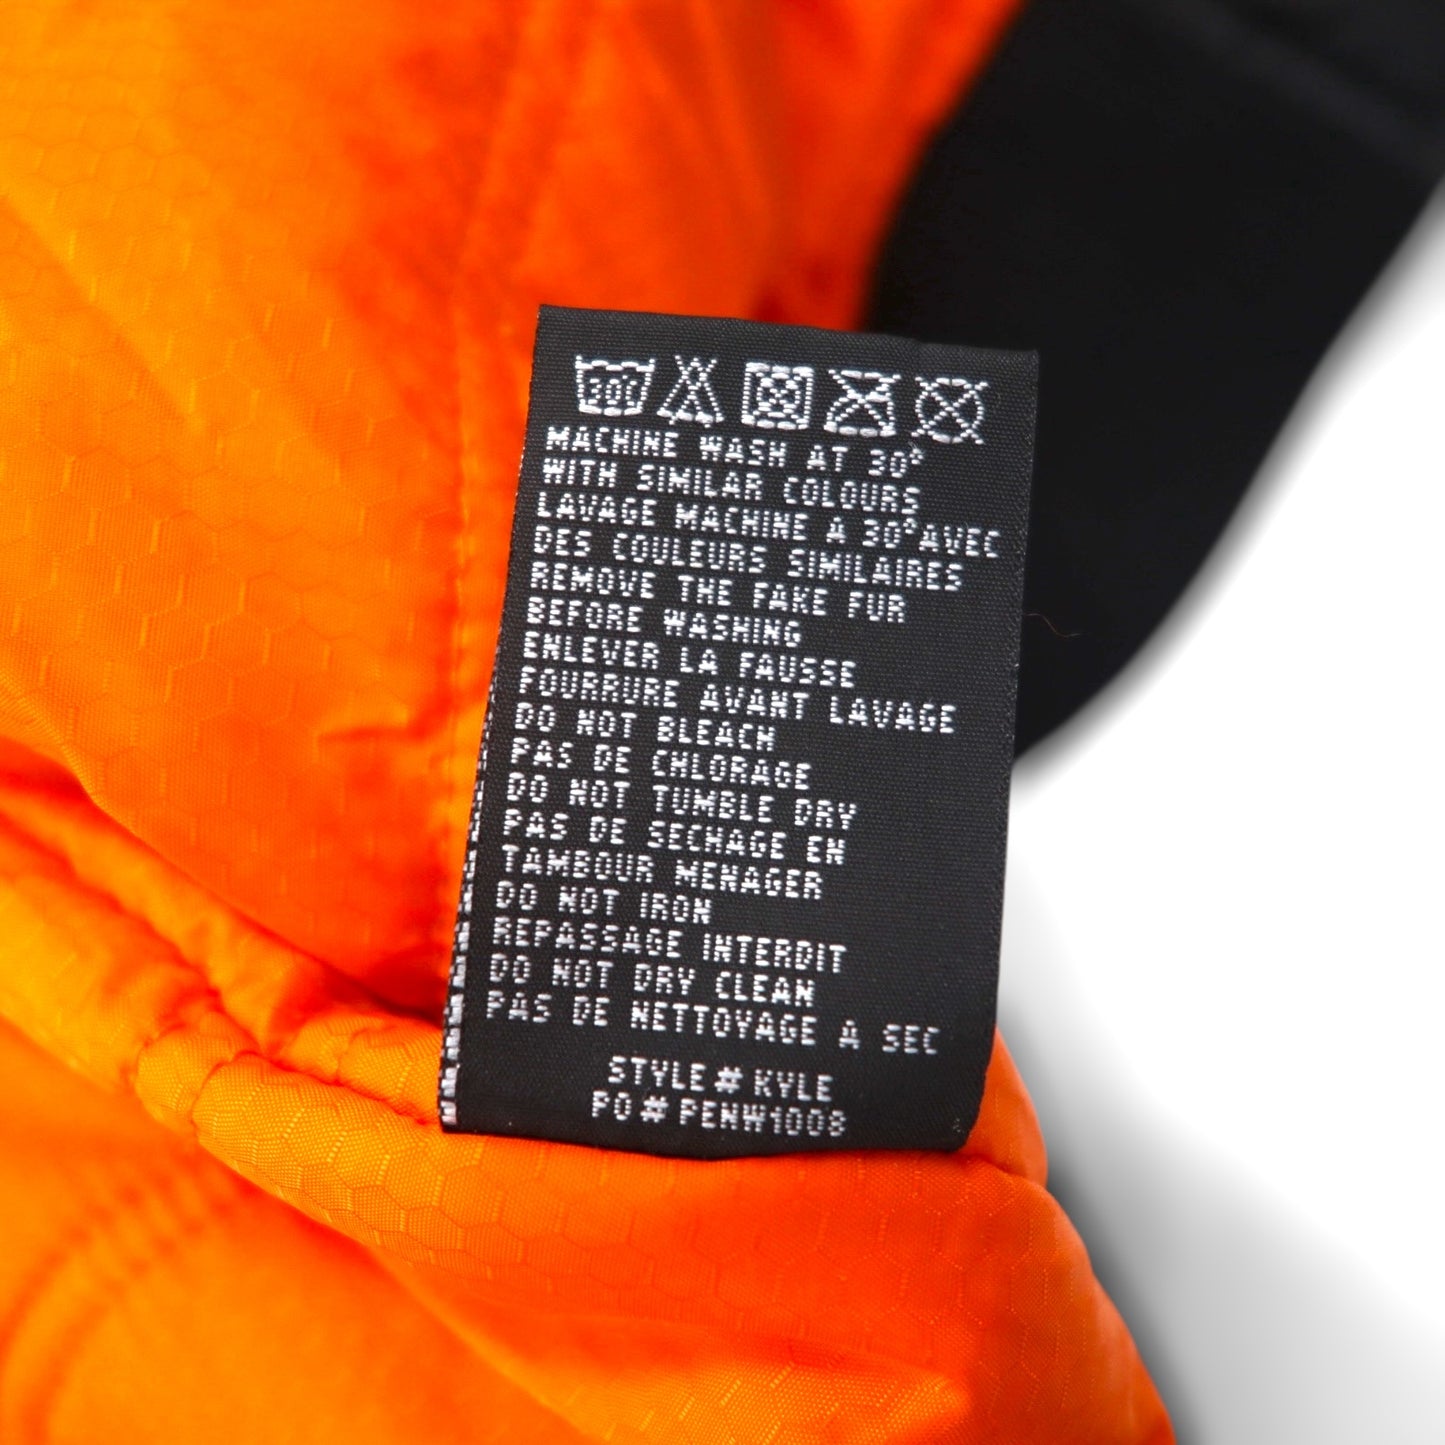 30C
MACHINE WASH AT 30°
WITH SIMILAR COLOURS
LAVAGE MACHINE A 30°AVEC
DES COULEURS SIMILAIRES
REMOVE THE FAKE FUR
BEFORE WASHING
ENLEVER LA FAUSSE
FOURRURE AVANT LAVAGE
DO NOT BLEACH
PAS DE CHLORAGE
DO NOT TUMBLE DRY
PAS DE SECHAGE EN
TAMBOUR MENAGER
DO NOT IRON
REPASSAGE INTERDIT
DO NOT DRY CLEAN
PAS DE NETTOYAGE A SEC
STYLE # KYLE
PO # PENW1008